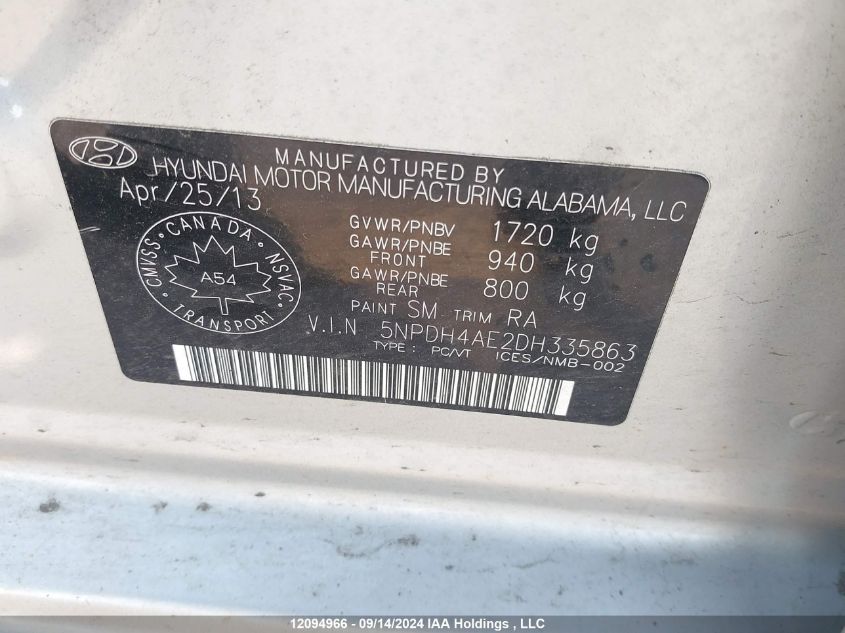 MANUFACTURED BY
HYUNDAI MOTOR MANUFACTURING ALABAMA, LLC
Apr/25/13
GVWR/PNBV 1720 kg
GAWR/PNBE FRONT 940 kg
GAWR/PNBE REAR 800 kg
PAINT SM TRIM RA
V.I.N 5NPDH4AE2DH335863
TYPE : PC/VT ICES/NMB-002
CMVSS • CANADA • NSVAC
A54
TRANSPORT
12094966 - 09/14/2024 IAA Holdings , LLC